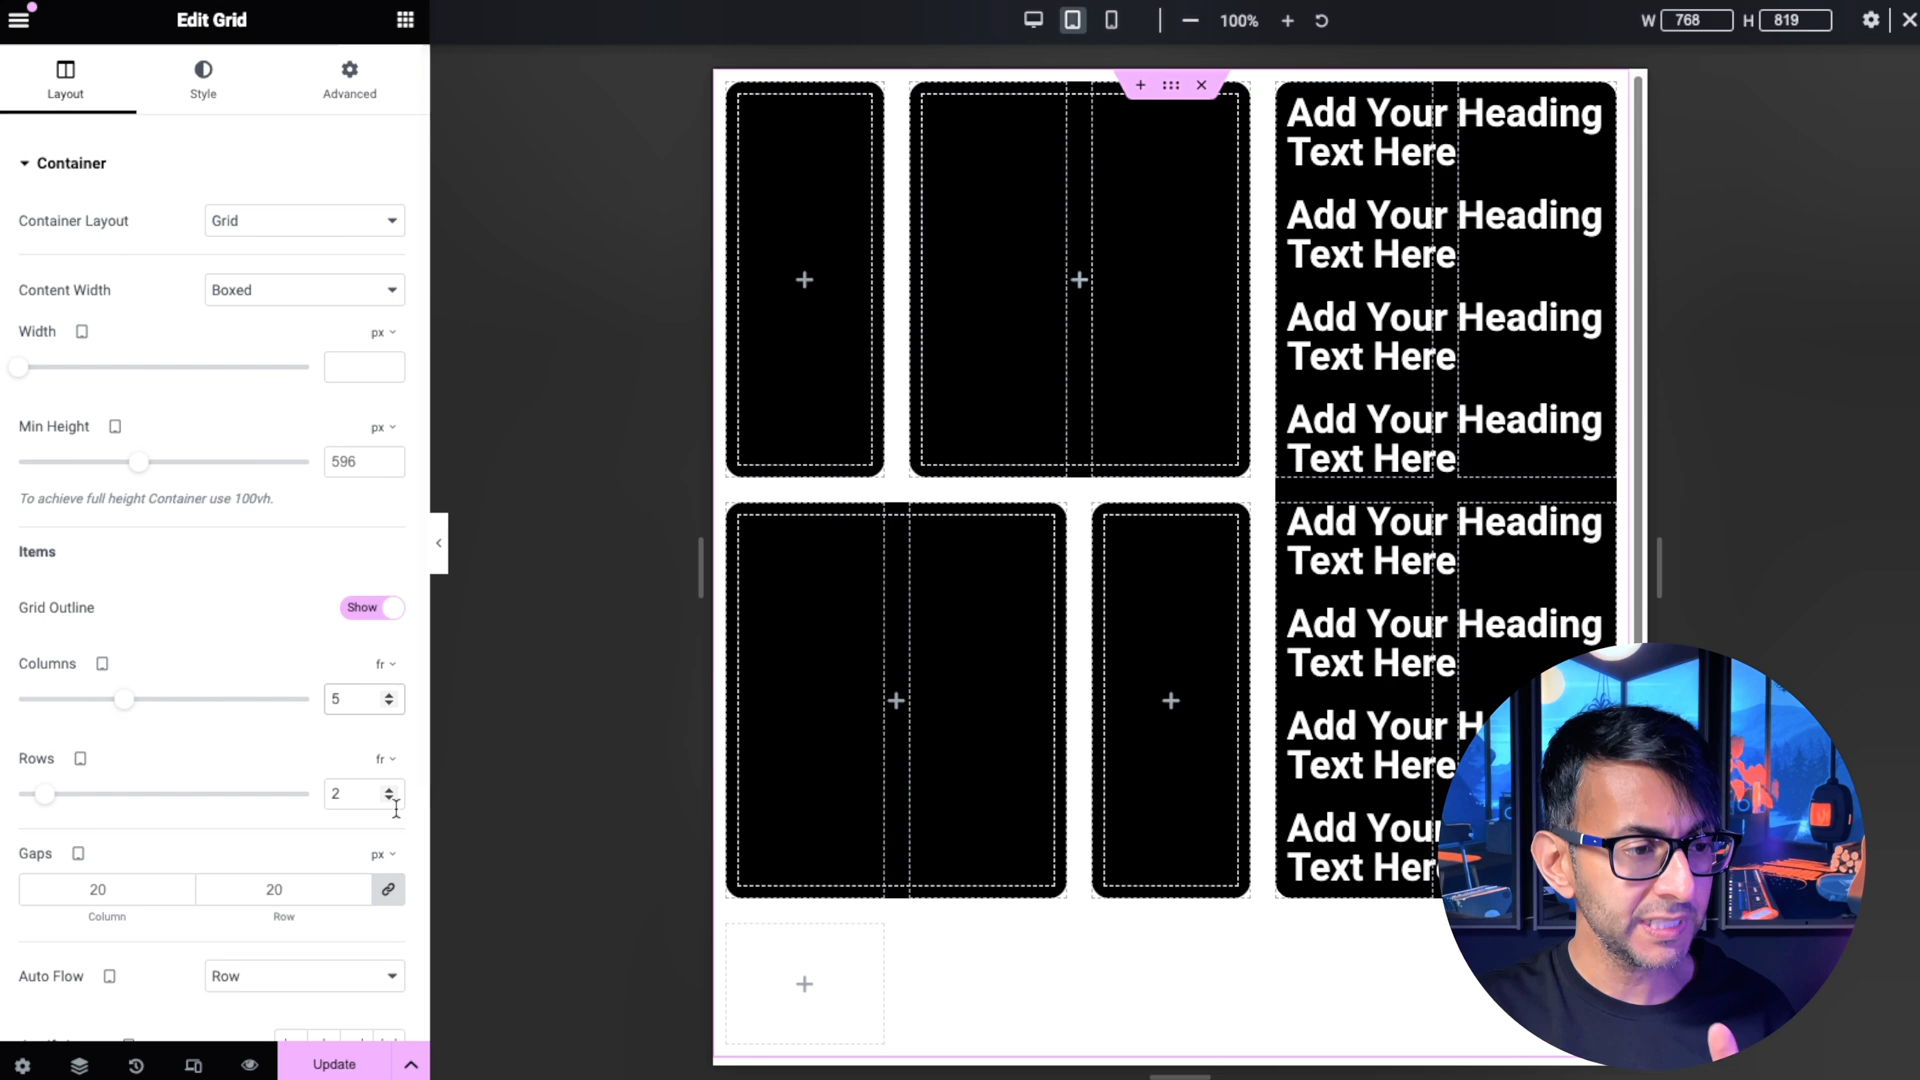 Edit Grid
100%
W 768 H 819
Layout
Style
Advanced
Container
Container Layout
Grid
Content Width
Boxed
Width
px
Min Height
px
596
To achieve full height Container use 100vh.
Items
Grid Outline
Show
Columns
fr
5
Rows
fr
2
Gaps
px
20
20
Column
Row
Auto Flow
Row
Update
Add Your Heading
Text Here
Add Your Heading
Text Here
Add Your Heading
Text Here
Add Your Heading
Text Here
Add Your Heading
Text Here
Add Your Heading
Text Here
Add Your H
Text Here
Add Your
Text Here